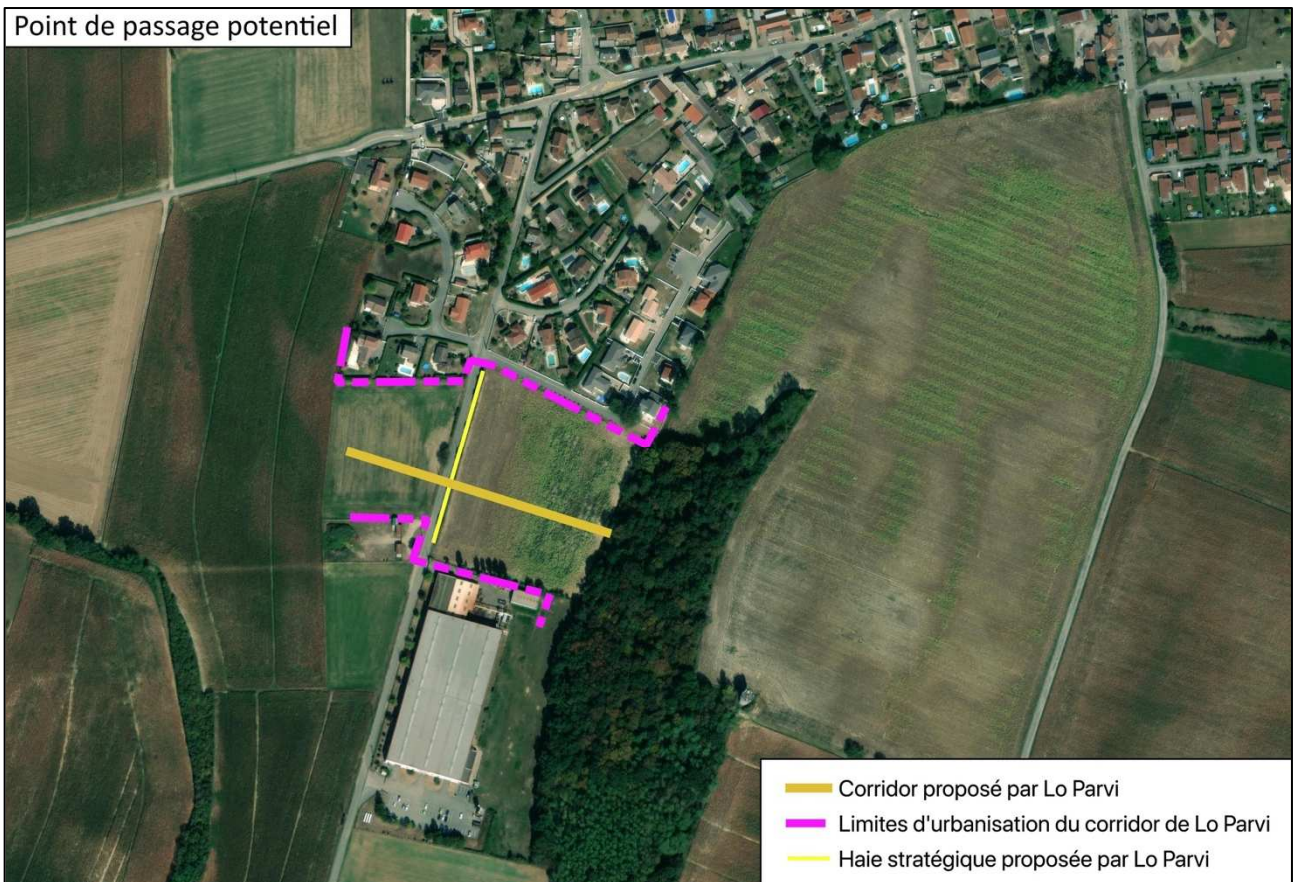 Point de passage potentiel
Corridor proposé par Lo Parvi
Limites d'urbanisation du corridor de Lo Parvi
Haie stratégique proposée par Lo Parvi